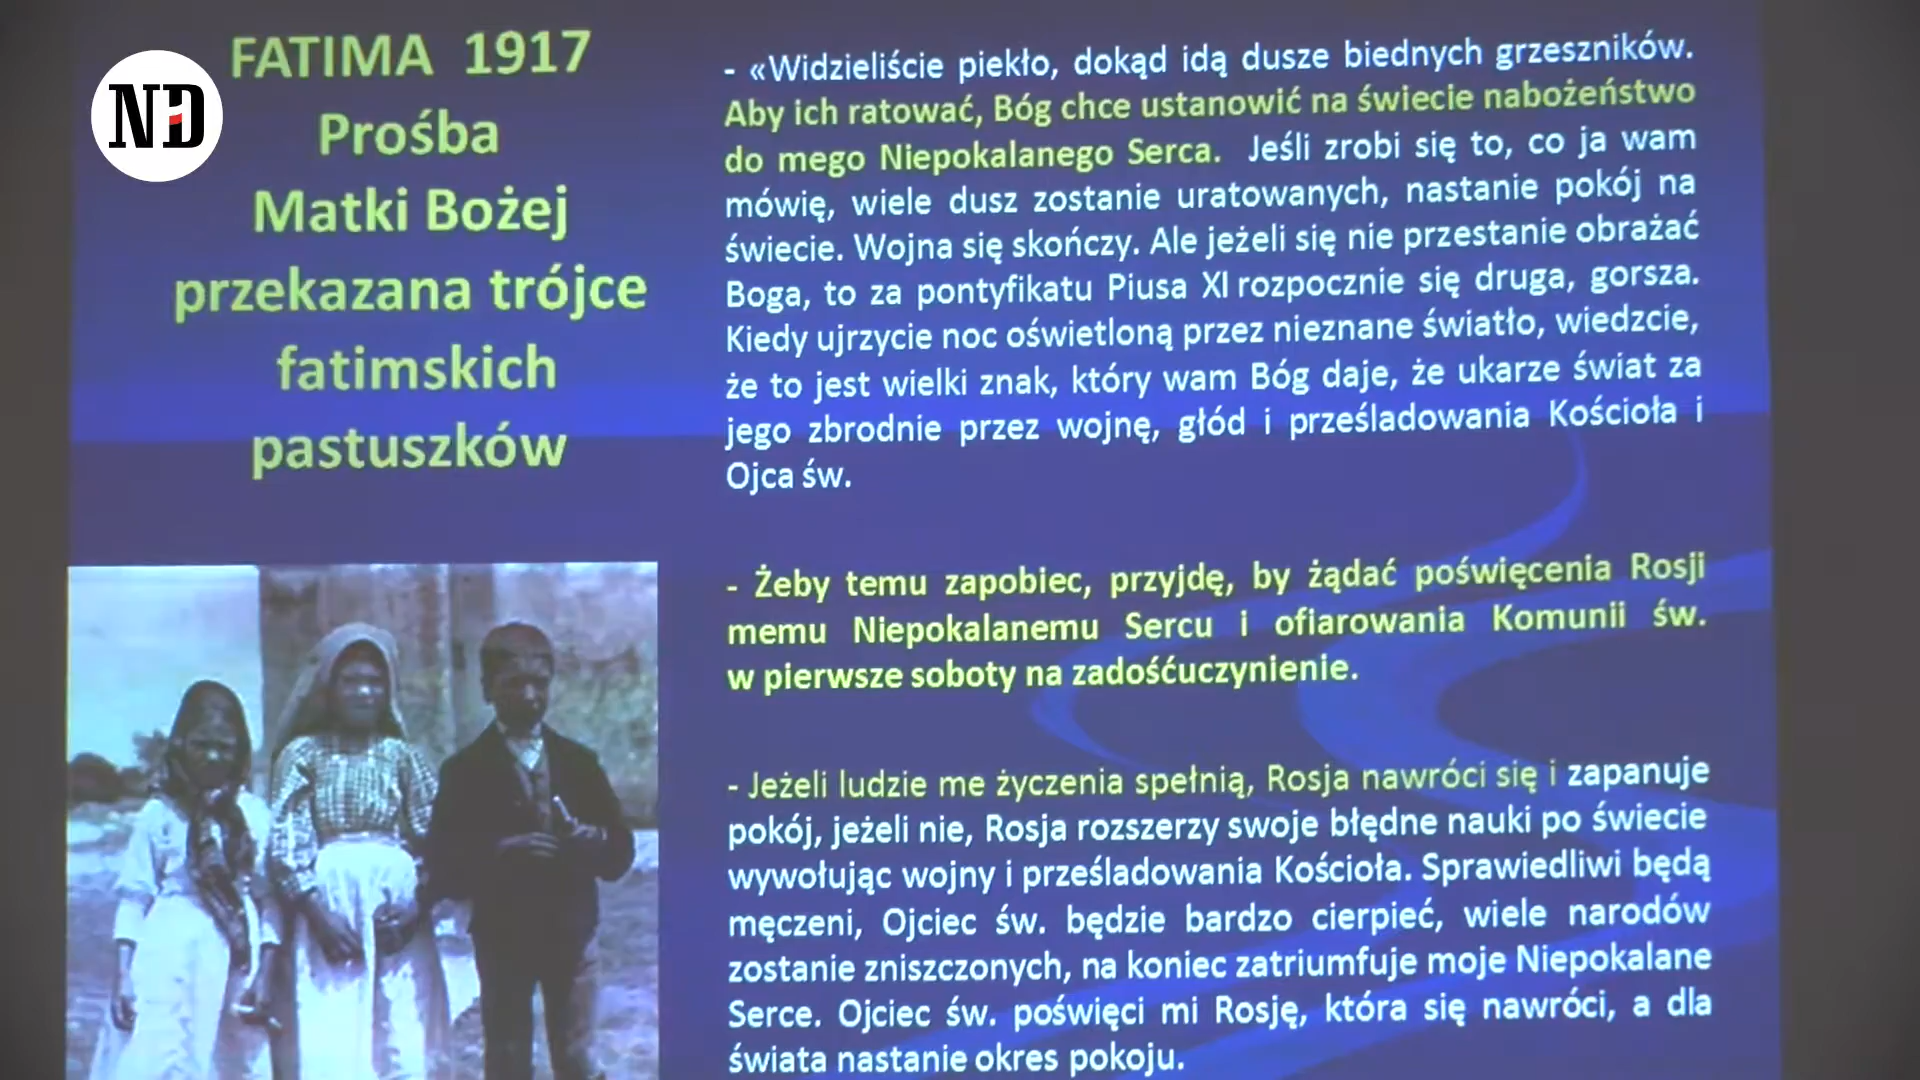 ND
FATIMA 1917
Prośba
Matki Bożej
przekazana trójce
fatimskich
pastuszków
- «Widzieliście piekło, dokąd idą dusze biednych grzeszników.
Aby ich ratować, Bóg chce ustanowić na świecie nabożeństwo
do mego Niepokalanego Serca. Jeśli zrobi się to, co ja wam
mówię, wiele dusz zostanie uratowanych, nastanie pokój na
świecie. Wojna się skończy. Ale jeżeli się nie przestanie obrażać
Boga, to za pontyfikatu Piusa XI rozpocznie się druga, gorsza.
Kiedy ujrzycie noc oświetloną przez nieznane światło, wiedzcie,
że to jest wielki znak, który wam Bóg daje, że ukarze świat za
jego zbrodnie przez wojnę, głód i prześladowania Kościoła i
Ojca św.
- Żeby temu zapobiec, przyjdę, by żądać poświęcenia Rosji
memu Niepokalanemu Sercu i ofiarowania Komunii św.
w pierwsze soboty na zadośćuczynienie.
- Jeżeli ludzie me życzenia spełnią, Rosja nawróci się i zapanuje
pokój, jeżeli nie, Rosja rozszerzy swoje błędne nauki po świecie
wywołując wojny i prześladowania Kościoła. Sprawiedliwi będą
męczeni, Ojciec św. będzie bardzo cierpieć, wiele narodów
zostanie zniszczonych, na koniec zatriumfuje moje Niepokalane
Serce. Ojciec św. poświęci mi Rosję, która się nawróci, a dla
świata nastanie okres pokoju.